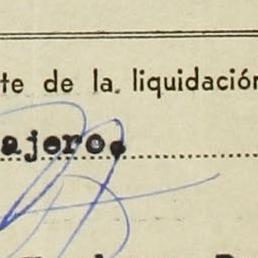 te de la liquidación
ajero.